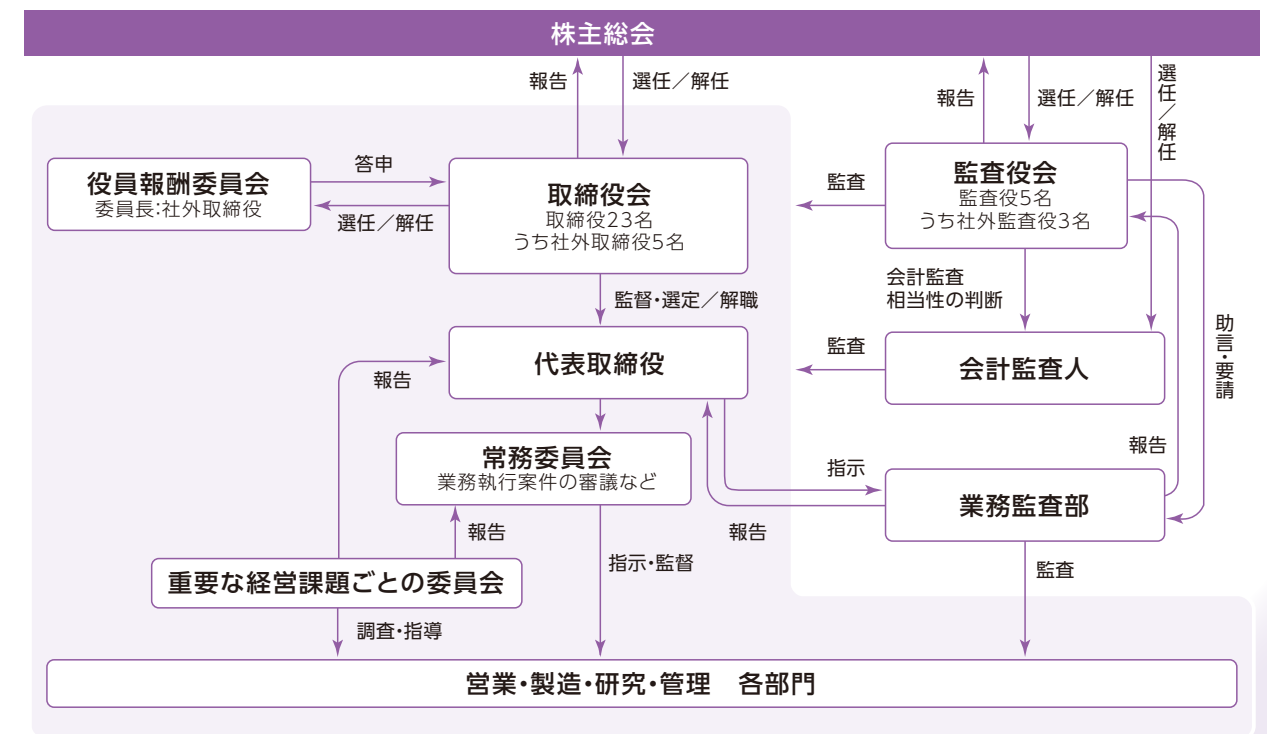 株主総会
報告
選任／解任
報告
選任／解任
選任／解任
役員報酬委員会
委員長:社外取締役
答申
選任／解任
取締役会
取締役23名
うち社外取締役5名
監査
監査役会
監査役5名
うち社外監査役3名
監督・選定／解職
会計監査
相当性の判断
助言・要請
代表取締役
報告
監査
会計監査人
常務委員会
業務執行案件の審議など
指示
報告
業務監査部
報告
報告
指示・監督
監査
重要な経営課題ごとの委員会
調査・指導
営業・製造・研究・管理　各部門